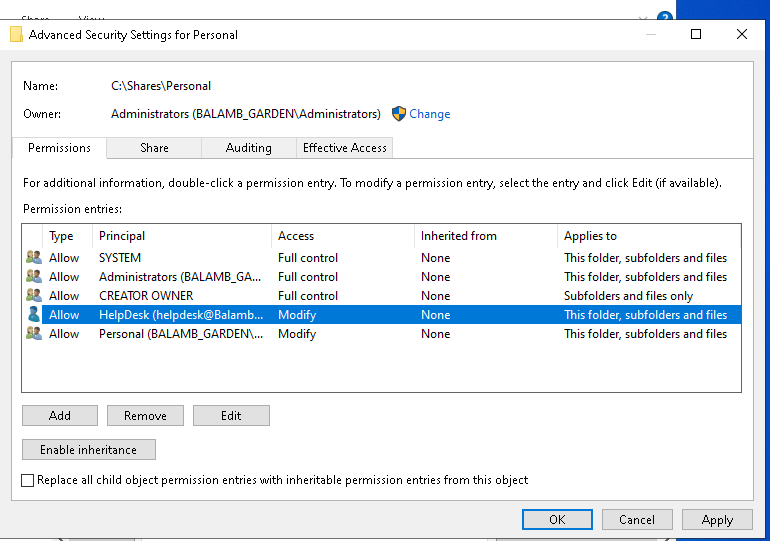 Share View
Advanced Security Settings for Personal
Name: C:\Shares\Personal
Owner: Administrators (BALAMB_GARDEN\Administrators) Change
Permissions Share Auditing Effective Access
For additional information, double-click a permission entry. To modify a permission entry, select the entry and click Edit (if available).
Permission entries:
Type Principal Access Inherited from Applies to
Allow SYSTEM Full control None This folder, subfolders and files
Allow Administrators (BALAMB_GA... Full control None This folder, subfolders and files
Allow CREATOR OWNER Full control None Subfolders and files only
Allow HelpDesk (helpdesk@Balamb... Modify None This folder, subfolders and files
Allow Personal (BALAMB_GARDEN\... Modify None This folder, subfolders and files
Add Remove Edit
Enable inheritance
Replace all child object permission entries with inheritable permission entries from this object
OK Cancel Apply